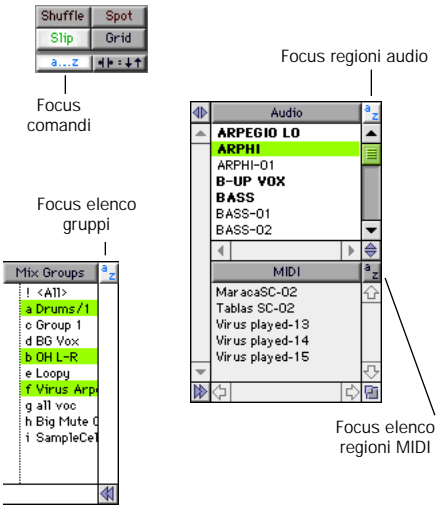 Shuffle Spot
Slip Grid
a...z
Focus
comandi
Focus regioni audio
Audio
a z
ARPEGIO LO
ARPHI
ARPHI-01
B-UP VOX
BASS
BASS-01
BASS-02
MIDI
a z
MaracaSC-02
Tablas SC-02
Virus played-13
Virus played-14
Virus played-15
Focus elenco
gruppi
Mix Groups
a z
! <All>
a Drums/1
c Group 1
d BG Vox
b OH L-R
e Loopy
f Virus Arpe
g all voc
h Big Mute
i SampleCel
Focus elenco
regioni MIDI